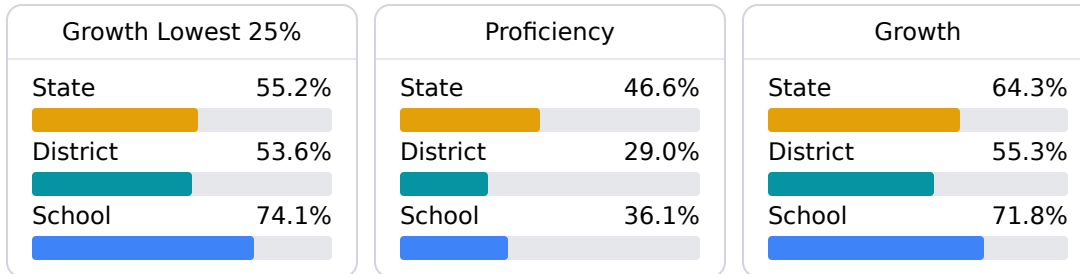 Growth Lowest 25%
State 55.2%
District 53.6%
School 74.1%
Proficiency
State 46.6%
District 29.0%
School 36.1%
Growth
State 64.3%
District 55.3%
School 71.8%